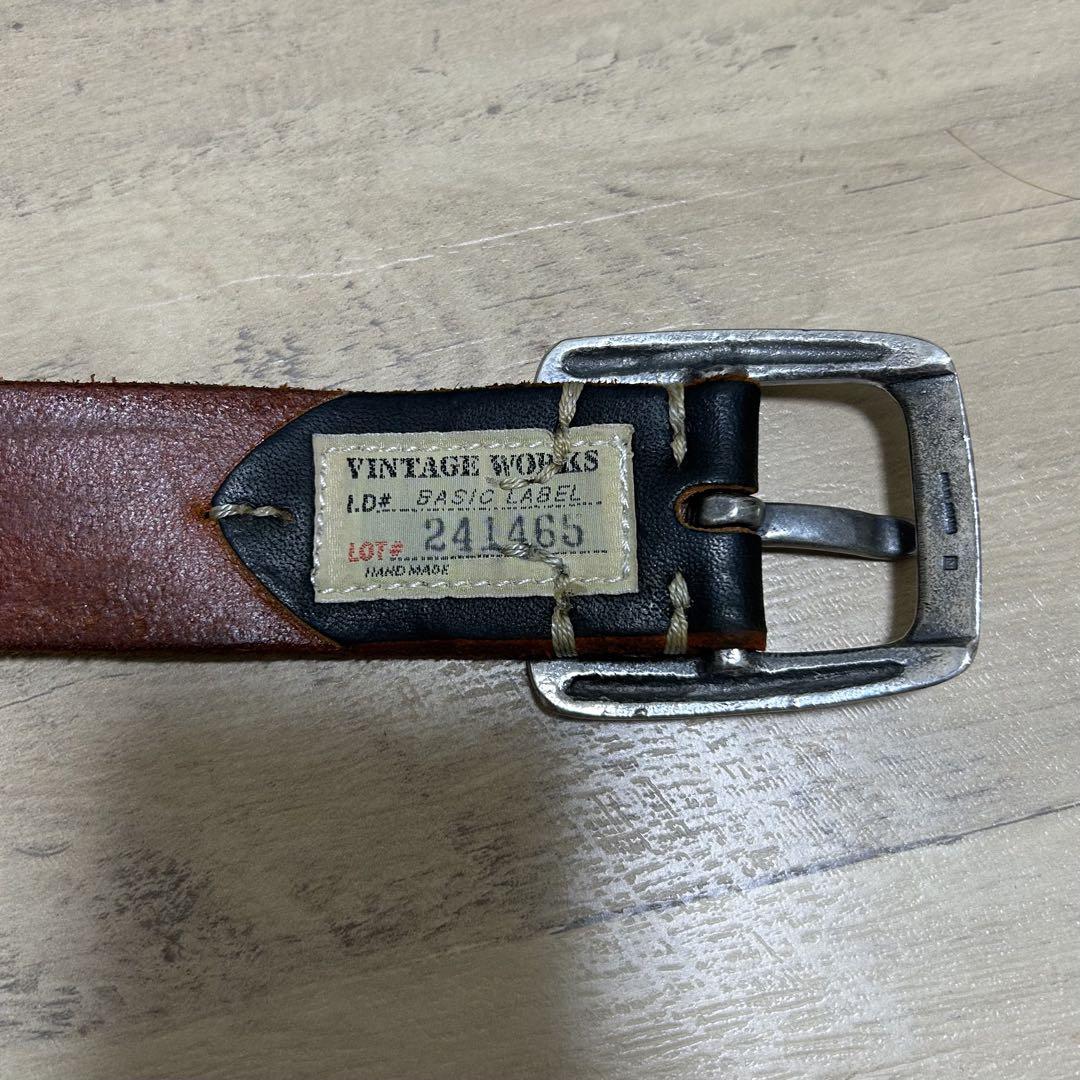 VINTAGE WORKS
I.D# BASIC LABEL
LOT# 241465
HAND MADE